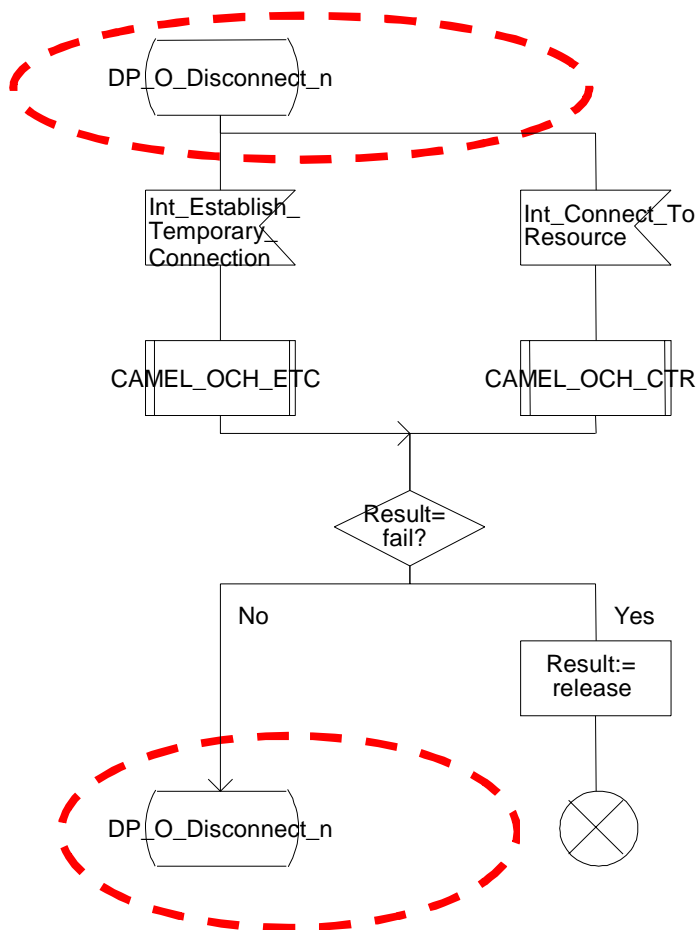 DP_O_Disconnect_n
Int_Establish_
Temporary_
Connection
Int_Connect_To
Resource
CAMEL_OCH_ETC
CAMEL_OCH_CTR
Result=
fail?
No
Yes
Result:=
release
DP_O_Disconnect_n